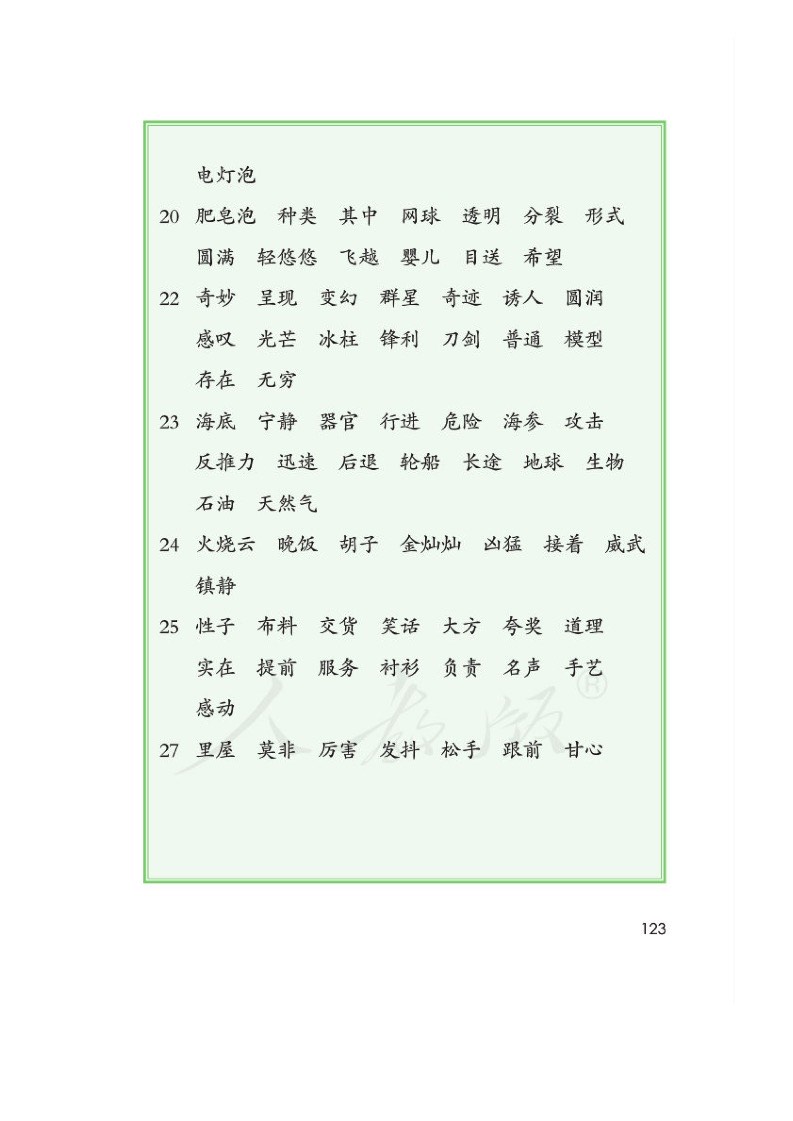 电灯泡
20 肥皂泡 种类 其中 网球 透明 分裂 形式
圆满 轻悠悠 飞越 婴儿 目送 希望
22 奇妙 呈现 变幻 群星 奇迹 诱人 圆润
感叹 光芒 冰柱 锋利 刀剑 普通 模型
存在 无穷
23 海底 宁静 器官 行进 危险 海参 攻击
反推力 迅速 后退 轮船 长途 地球 生物
石油 天然气
24 火烧云 晚饭 胡子 金灿灿 凶猛 接着 威武
镇静
25 性子 布料 交货 笑话 大方 夸奖 道理
实在 提前 服务 衬衫 负责 名声 手艺
感动
人教版®
27 里屋 莫非 厉害 发抖 松手 跟前 甘心
123